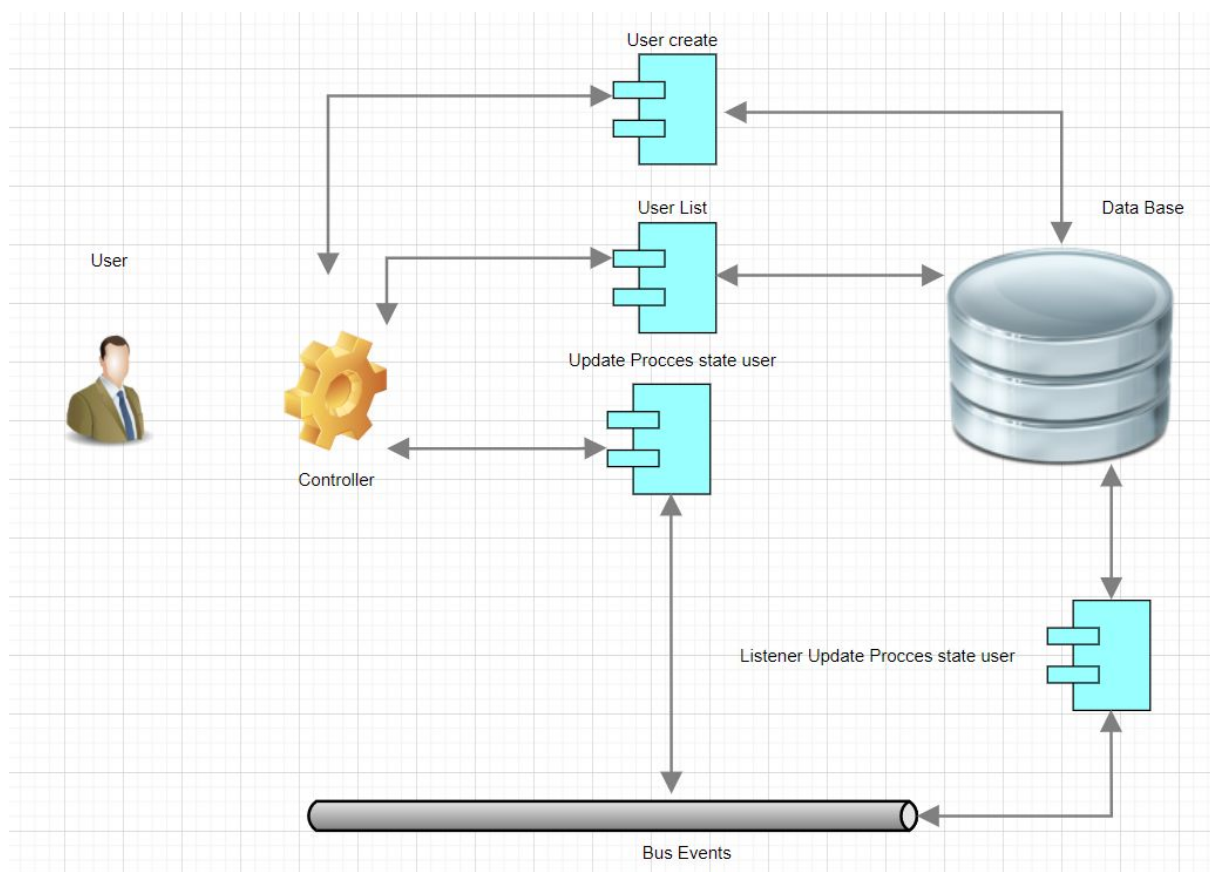 User create
User List
Data Base
User
Update Procces state user
Controller
Listener Update Procces state user
Bus Events